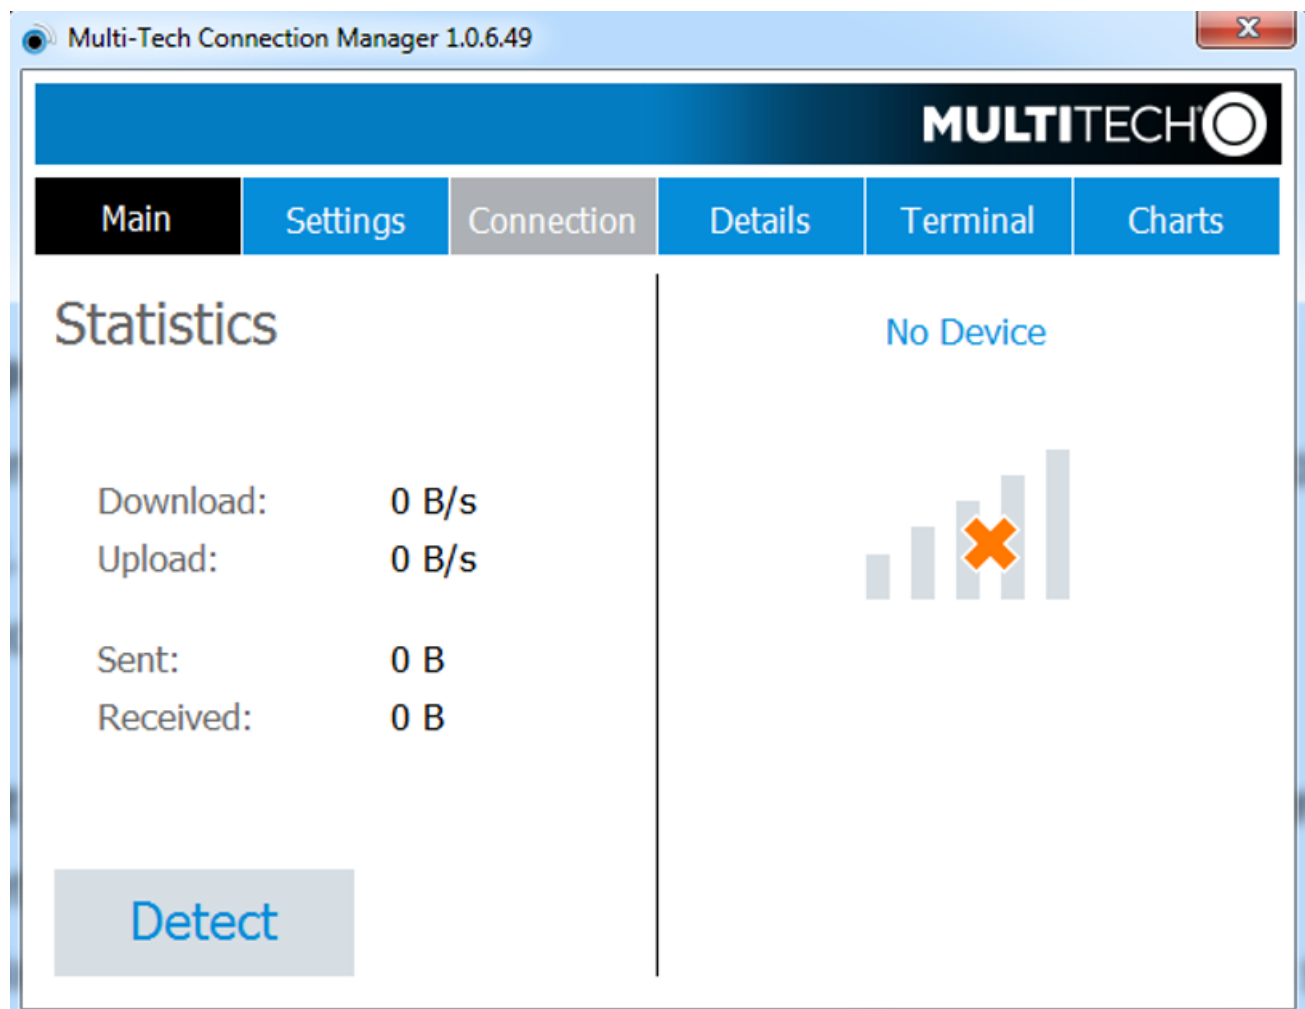 Multi-Tech Connection Manager 1.0.6.49
MULTITECH
Main Settings Connection Details Terminal Charts
Statistics
No Device
Download: 0 B/s
Upload: 0 B/s
Sent: 0 B
Received: 0 B
Detect